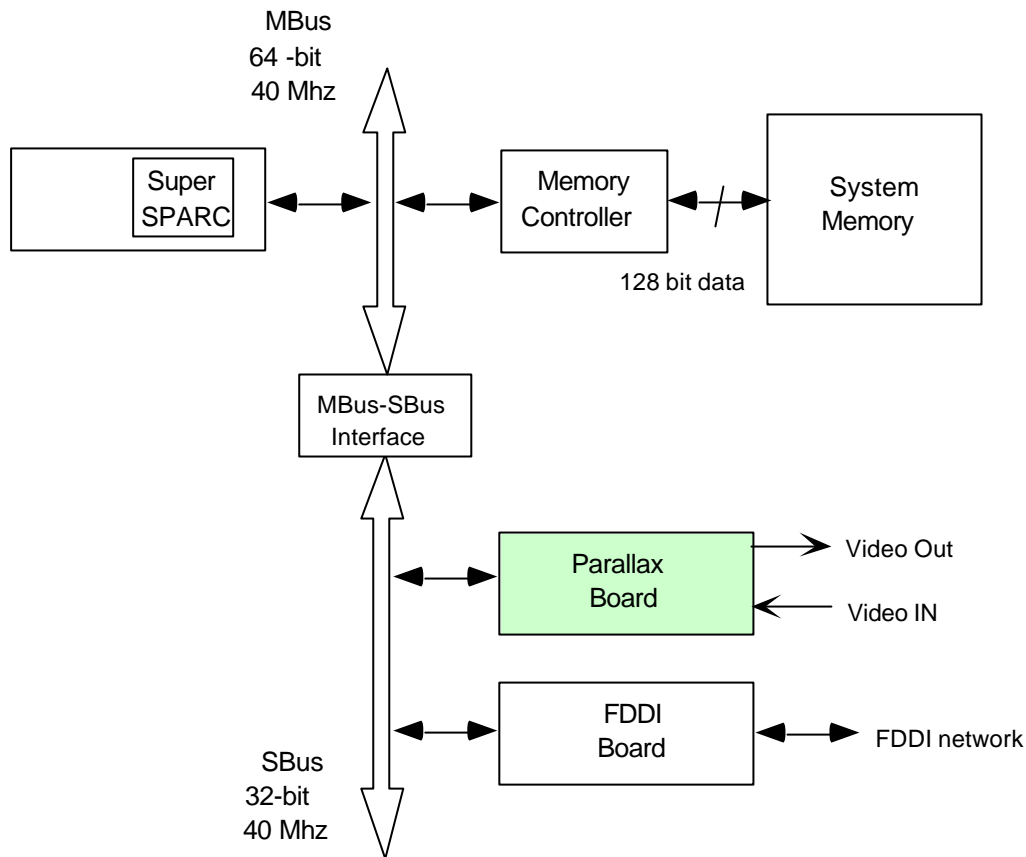 MBus
64 -bit
40 Mhz
Super
SPARC
Memory
Controller
System
Memory
128 bit data
MBus-SBus
Interface
Parallax
Board
Video Out
Video IN
FDDI
Board
FDDI network
SBus
32-bit
40 Mhz